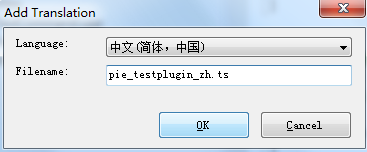 Add Translation
Language: 中文(简体，中国)
Filename: pie_testplugin_zh.ts
OK Cancel